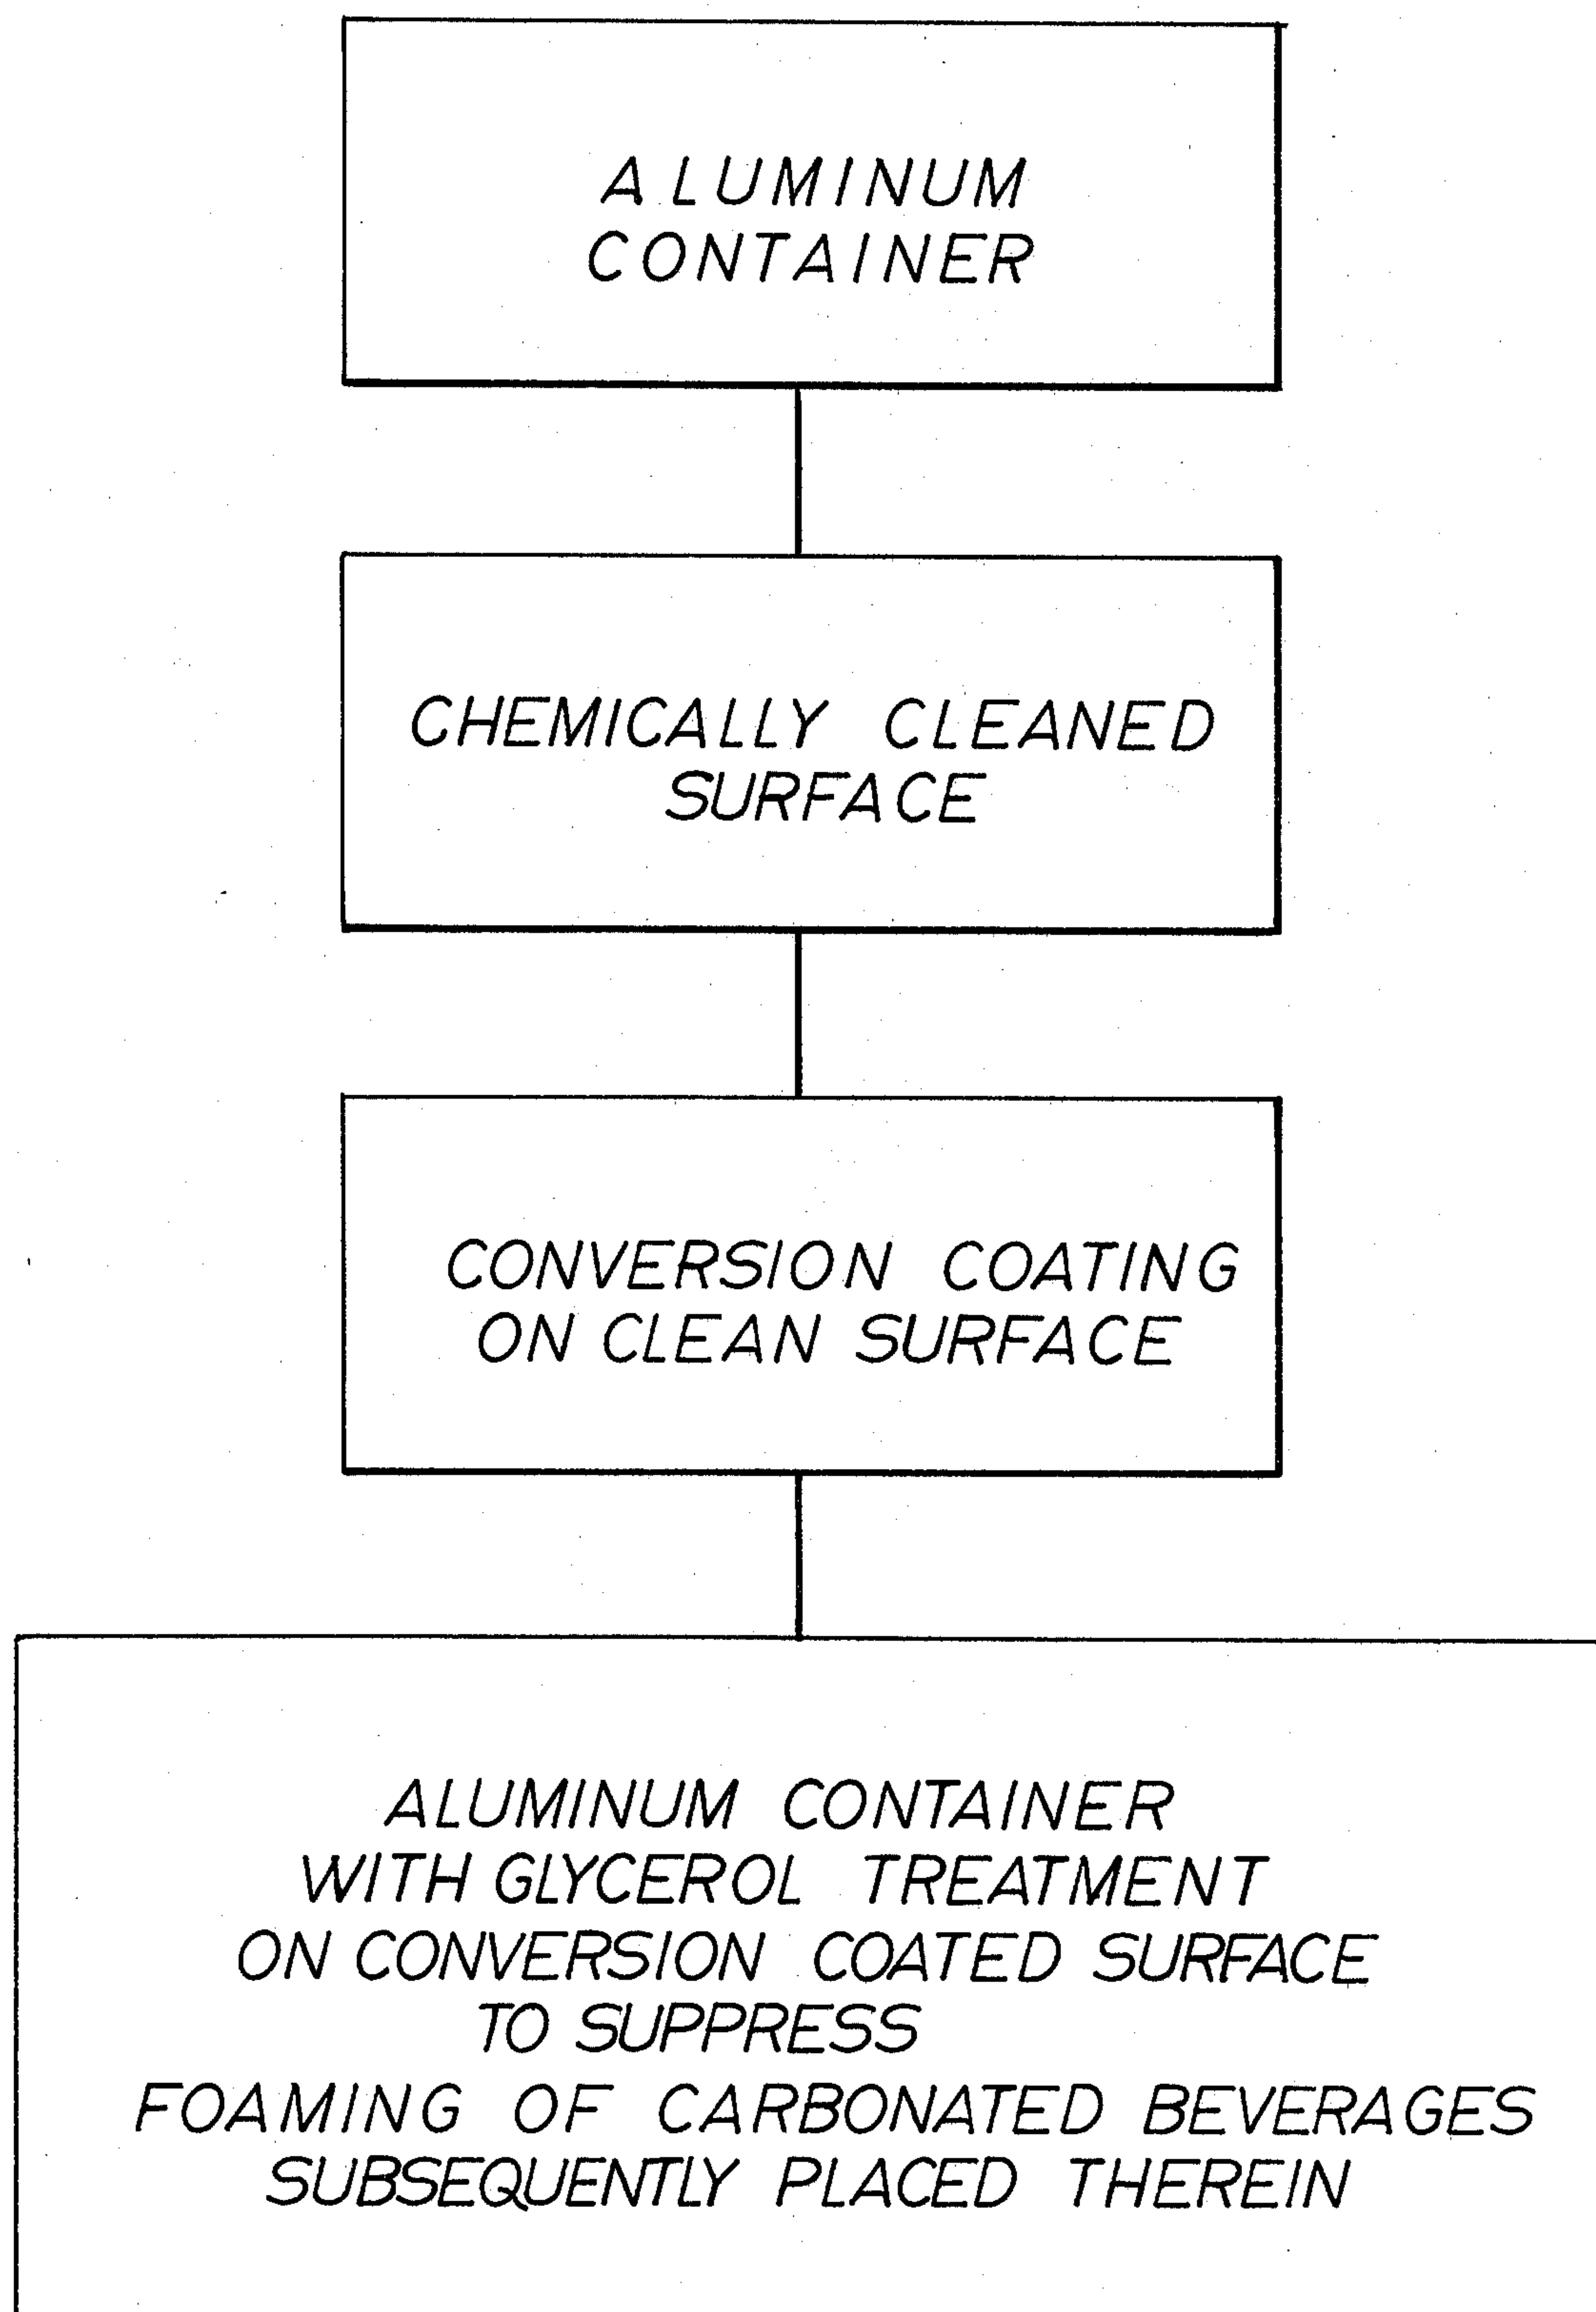 ALUMINUM
CONTAINER
CHEMICALLY CLEANED
SURFACE
CONVERSION COATING
ON CLEAN SURFACE
ALUMINUM CONTAINER
WITH GLYCEROL TREATMENT
ON CONVERSION COATED SURFACE
TO SUPPRESS
FOAMING OF CARBONATED BEVERAGES
SUBSEQUENTLY PLACED THEREIN